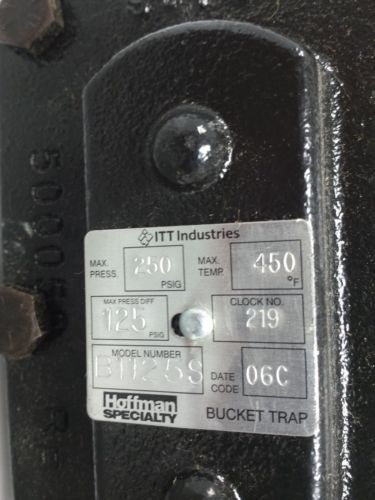 ITT Industries
MAX. PRESS. 250 PSIG
MAX. TEMP. 450 °F
MAX PRESS DIFF
125 PSIG
CLOCK NO.
219
MODEL NUMBER
B1125S
DATE CODE 06C
Hoffman
SPECIALTY
BUCKET TRAP